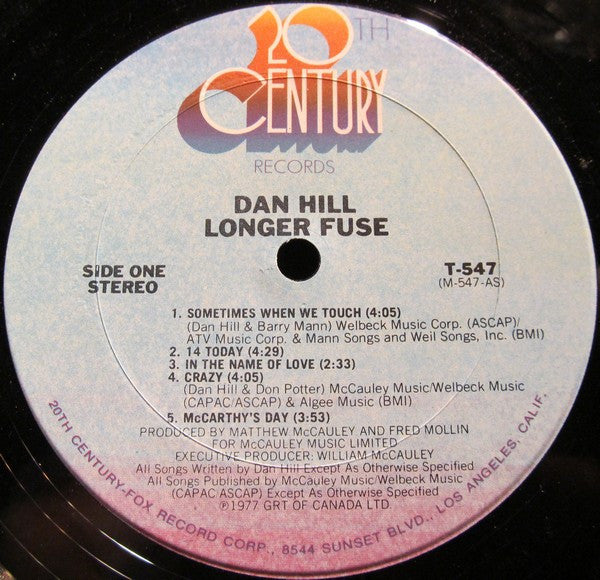 20TH
CENTURY
RECORDS
DAN HILL
LONGER FUSE
SIDE ONE
STEREO
T-547
(M-547-AS)
1. SOMETIMES WHEN WE TOUCH (4:05)
(Dan Hill & Barry Mann) Welbeck Music Corp. (ASCAP)/
ATV Music Corp. & Mann Songs and Weil Songs, Inc. (BMI)
2. 14 TODAY (4:29)
3. IN THE NAME OF LOVE (2:33)
4. CRAZY (4:05)
(Dan Hill & Don Potter) McCauley Music/Welbeck Music
(CAPAC/ASCAP) & Algee Music (BMI)
5. McCARTHY'S DAY (3:53)
PRODUCED BY MATTHEW McCAULEY AND FRED MOLLIN
FOR McCAULEY MUSIC LIMITED
EXECUTIVE PRODUCER: WILLIAM McCAULEY
All Songs Written by Dan Hill Except As Otherwise Specified
All Songs Published by McCauley Music/Welbeck Music
(CAPAC ASCAP) Except As Otherwise Specified
℗1977 GRT OF CANADA LTD.
20TH CENTURY-FOX RECORD CORP., 8544 SUNSET BLVD., LOS ANGELES, CALIF.